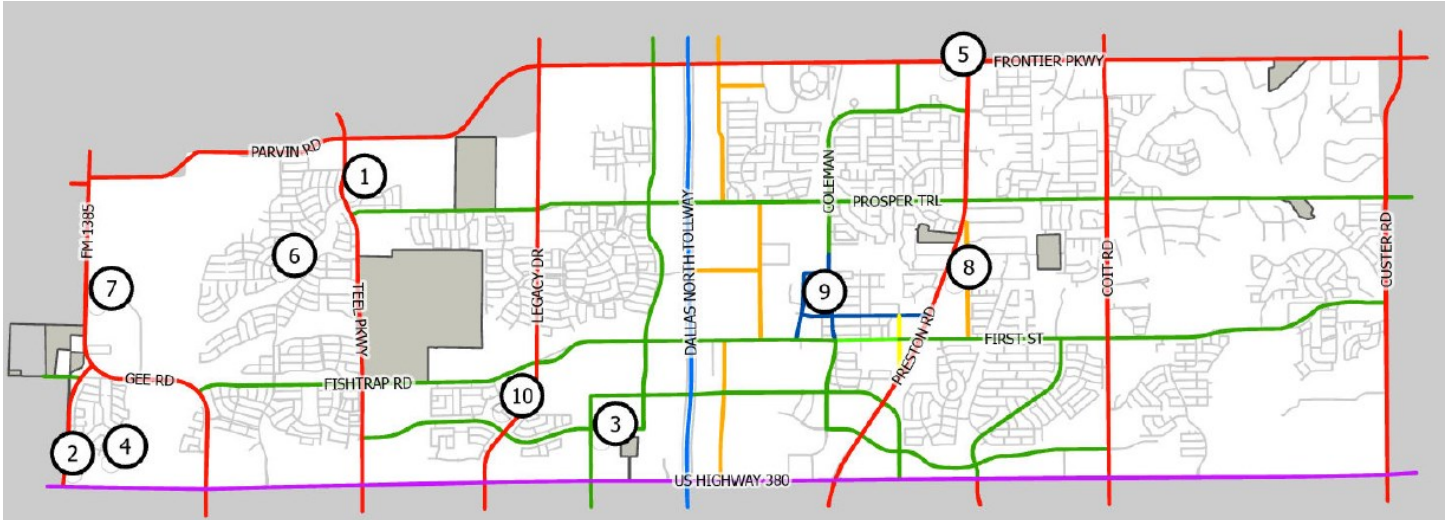 5
FRONTIER PKWY
PARVIN RD
1
COLEMAN
PROSPER TRL
FM 1385
6
LEGACY DR
DALLAS NORTH TOLLWAY
8
COIT RD
CUSTER RD
7
TEEL PKWY
9
PRESTON RD
FIRST ST
GEE RD
FISHTRAP RD
10
3
2
4
US HIGHWAY 380